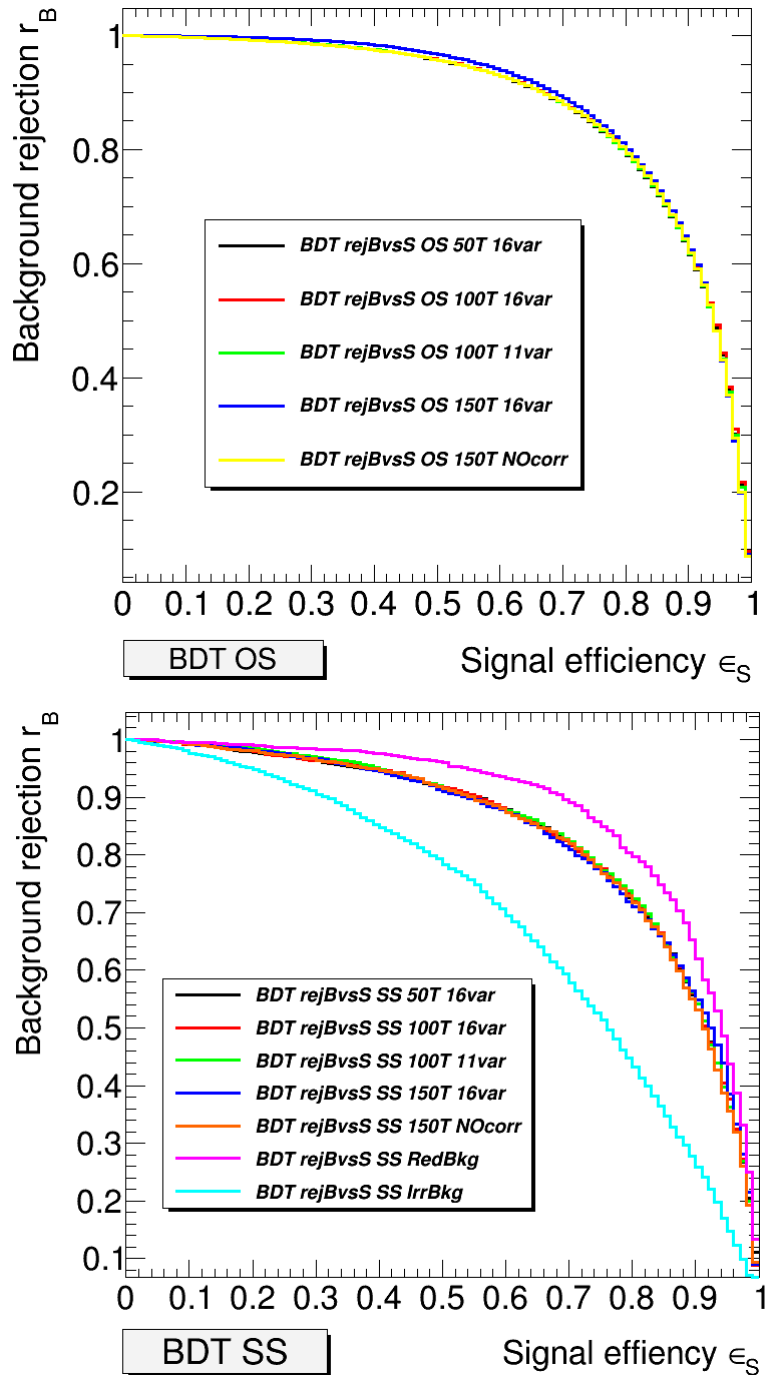 Background rejection r_B
1
0.8
0.6
0.4
0.2
BDT rejBvsS OS 50T 16var
BDT rejBvsS OS 100T 16var
BDT rejBvsS OS 100T 11var
BDT rejBvsS OS 150T 16var
BDT rejBvsS OS 150T NOcorr
0 0.1 0.2 0.3 0.4 0.5 0.6 0.7 0.8 0.9 1
BDT OS
Signal efficiency ϵ_S
Background rejection r_B
1
0.9
0.8
0.7
0.6
0.5
0.4
0.3
0.2
0.1
BDT rejBvsS SS 50T 16var
BDT rejBvsS SS 100T 16var
BDT rejBvsS SS 100T 11var
BDT rejBvsS SS 150T 16var
BDT rejBvsS SS 150T NOcorr
BDT rejBvsS SS RedBkg
BDT rejBvsS SS IrrBkg
0 0.1 0.2 0.3 0.4 0.5 0.6 0.7 0.8 0.9 1
BDT SS
Signal effiency ϵ_S